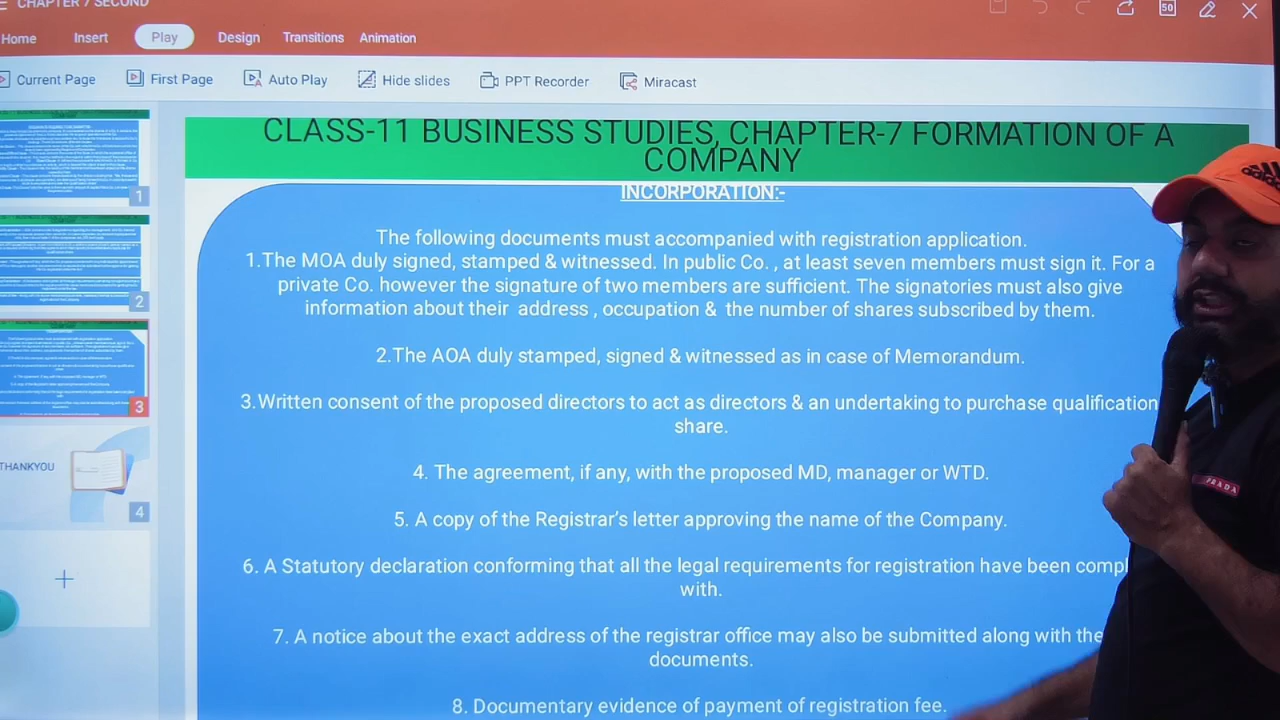 CHAPTER 7 SECOND
50
Home Insert Play Design Transitions Animation
Current Page First Page Auto Play Hide slides PPT Recorder Miracast
CLASS-11 BUSINESS STUDIES, CHAPTER-7 FORMATION OF A
COMPANY
INCORPORATION:-
The following documents must accompanied with registration application.
1.The MOA duly signed, stamped & witnessed. In public Co. , at least seven members must sign it. For a
private Co. however the signature of two members are sufficient. The signatories must also give
information about their address , occupation & the number of shares subscribed by them.
2.The AOA duly stamped, signed & witnessed as in case of Memorandum.
3.Written consent of the proposed directors to act as directors & an undertaking to purchase qualification
share.
4. The agreement, if any, with the proposed MD, manager or WTD.
5. A copy of the Registrar's letter approving the name of the Company.
6. A Statutory declaration conforming that all the legal requirements for registration have been compl
with.
7. A notice about the exact address of the registrar office may also be submitted along with the
documents.
8. Documentary evidence of payment of registration fee.
1
2
3
THANKYOU
4
adidas
PRADA